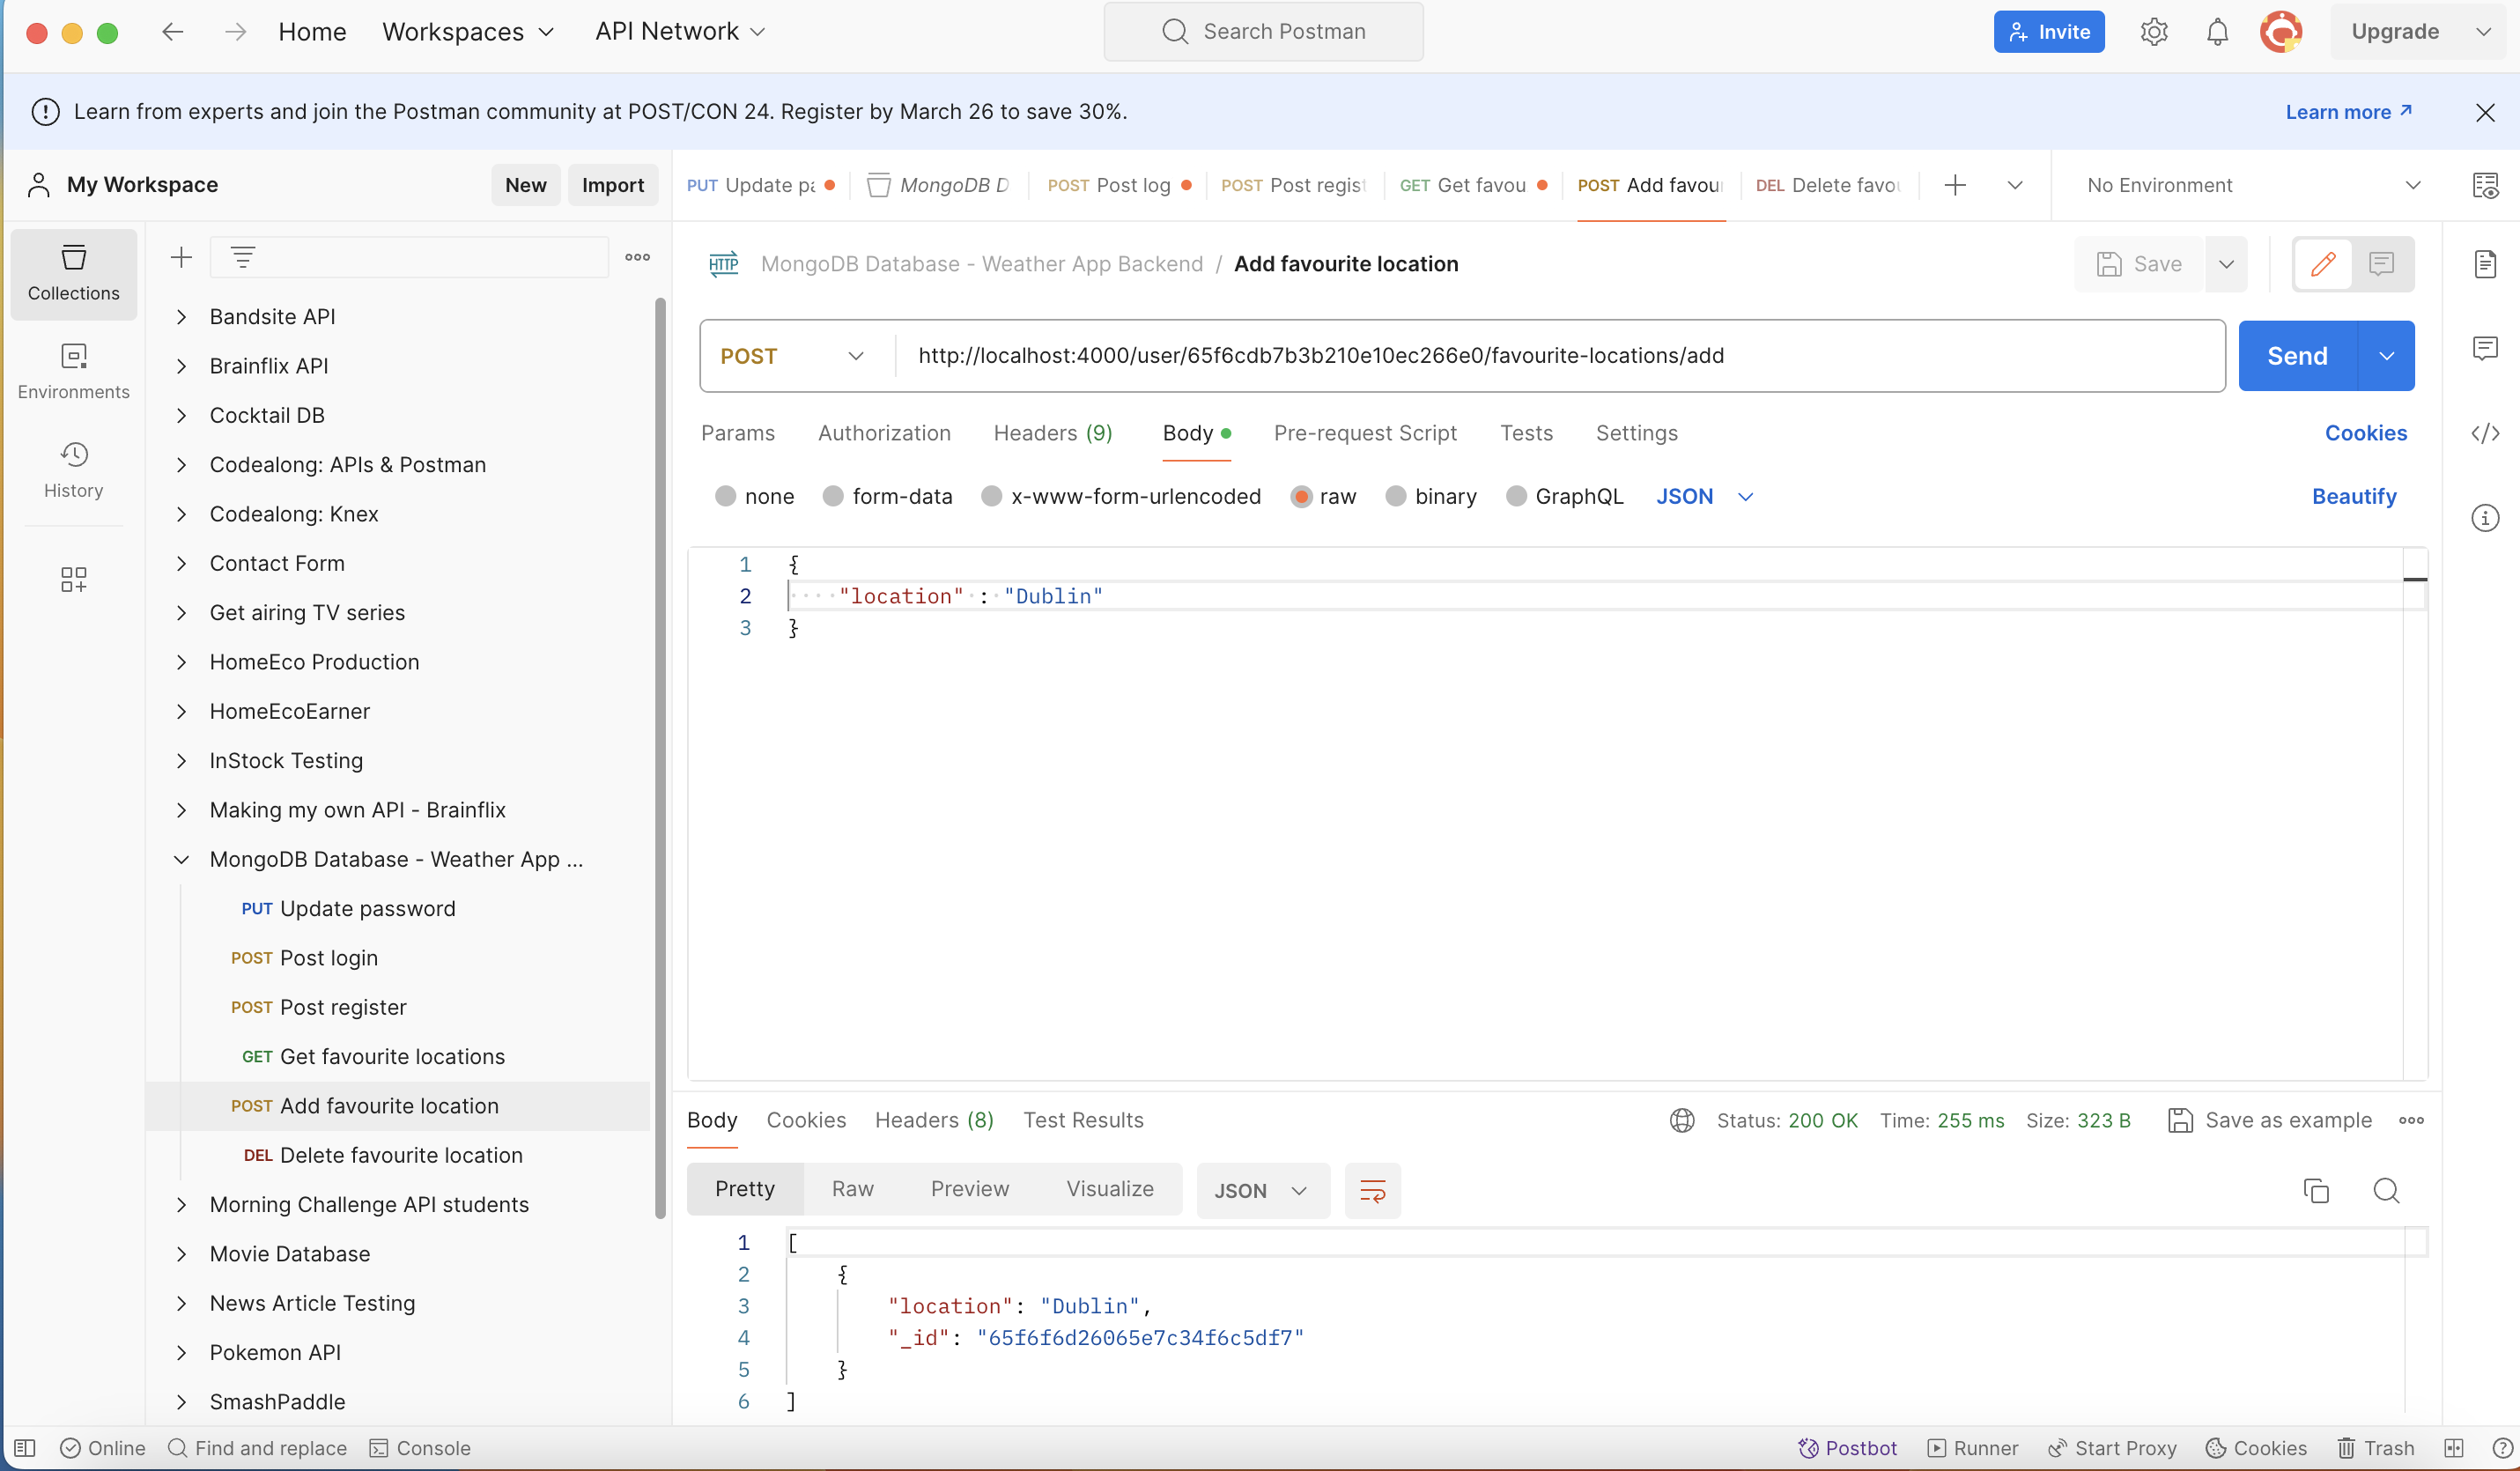 Home Workspaces API Network Search Postman Invite Upgrade
Learn from experts and join the Postman community at POST/CON 24. Register by March 26 to save 30%. Learn more
My Workspace New Import
PUT Update pa MongoDB D POST Post log POST Post regist GET Get favou POST Add favou DEL Delete favou No Environment
Collections
Environments
History
Bandsite API
Brainflix API
Cocktail DB
Codealong: APIs & Postman
Codealong: Knex
Contact Form
Get airing TV series
HomeEco Production
HomeEcoEarner
InStock Testing
Making my own API - Brainflix
MongoDB Database - Weather App ...
PUT Update password
POST Post login
POST Post register
GET Get favourite locations
POST Add favourite location
DEL Delete favourite location
Morning Challenge API students
Movie Database
News Article Testing
Pokemon API
SmashPaddle
HTTP MongoDB Database - Weather App Backend / Add favourite location Save
POST http://localhost:4000/user/65f6cdb7b3b210e10ec266e0/favourite-locations/add Send
Params Authorization Headers (9) Body Pre-request Script Tests Settings Cookies
none form-data x-www-form-urlencoded raw binary GraphQL JSON Beautify
1 {
2 "location" : "Dublin"
3 }
Body Cookies Headers (8) Test Results Status: 200 OK Time: 255 ms Size: 323 B Save as example
Pretty Raw Preview Visualize JSON
1 [
2 {
3 "location": "Dublin",
4 "_id": "65f6f6d26065e7c34f6c5df7"
5 }
6 ]
Online Find and replace Console Postbot Runner Start Proxy Cookies Trash